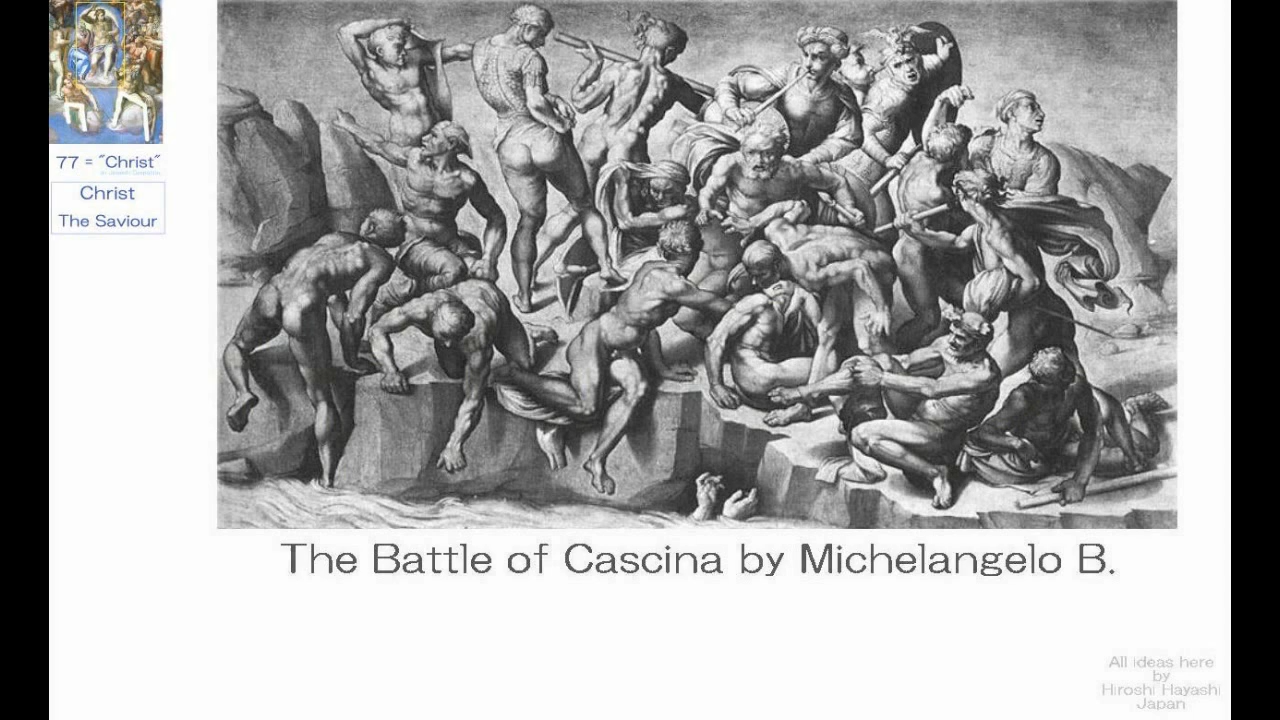 77 = "Christ"
Christ
The Saviour
The Battle of Cascina by Michelangelo B.
All ideas here
by
Hiroshi Hayashi
Japan